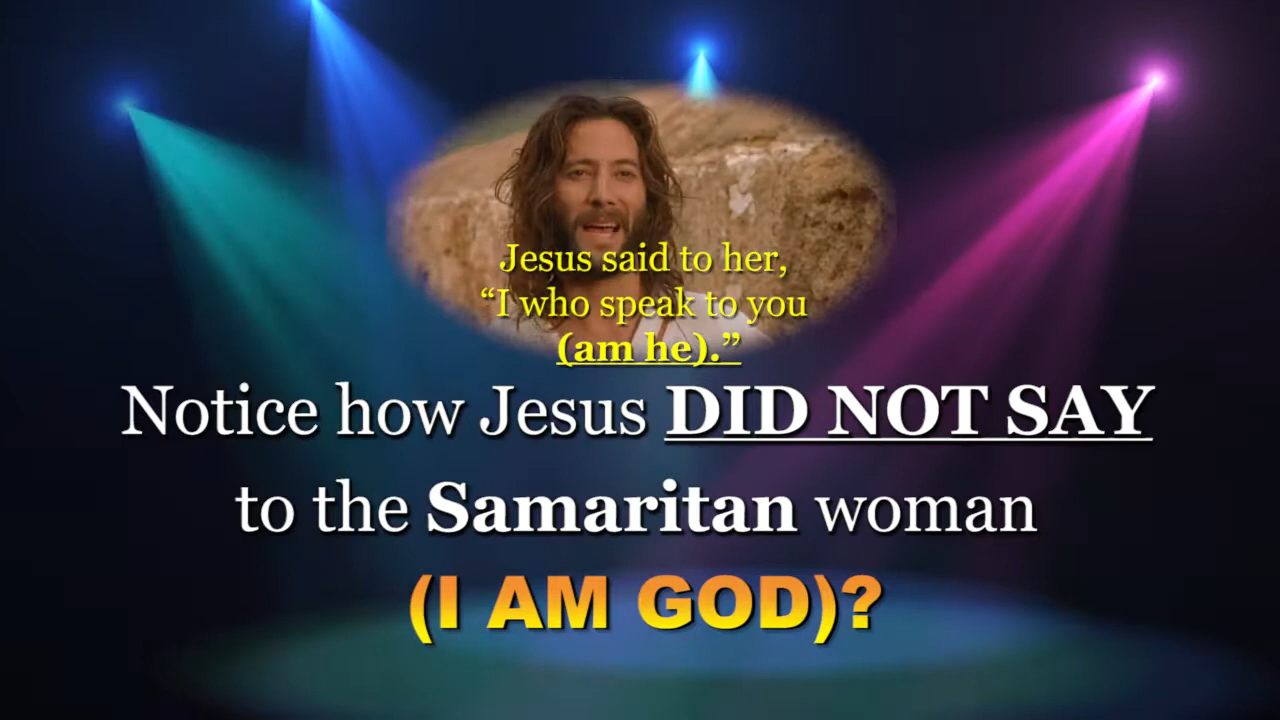 Jesus said to her,
“I who speak to you
(am he).”
Notice how Jesus DID NOT SAY
to the Samaritan woman
(I AM GOD)?